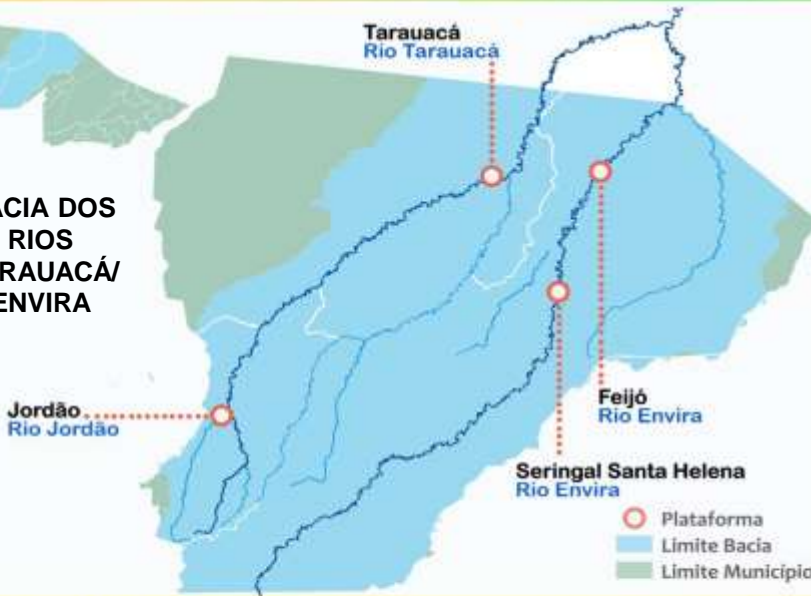 Tarauacá
Rio Tarauacá
ACIA DOS
RIOS
RAUACÁ/
ENVIRA
Jordão
Rio Jordão
Feijó
Rio Envira
Seringal Santa Helena
Rio Envira
Plataforma
Limite Bacia
Limite Município